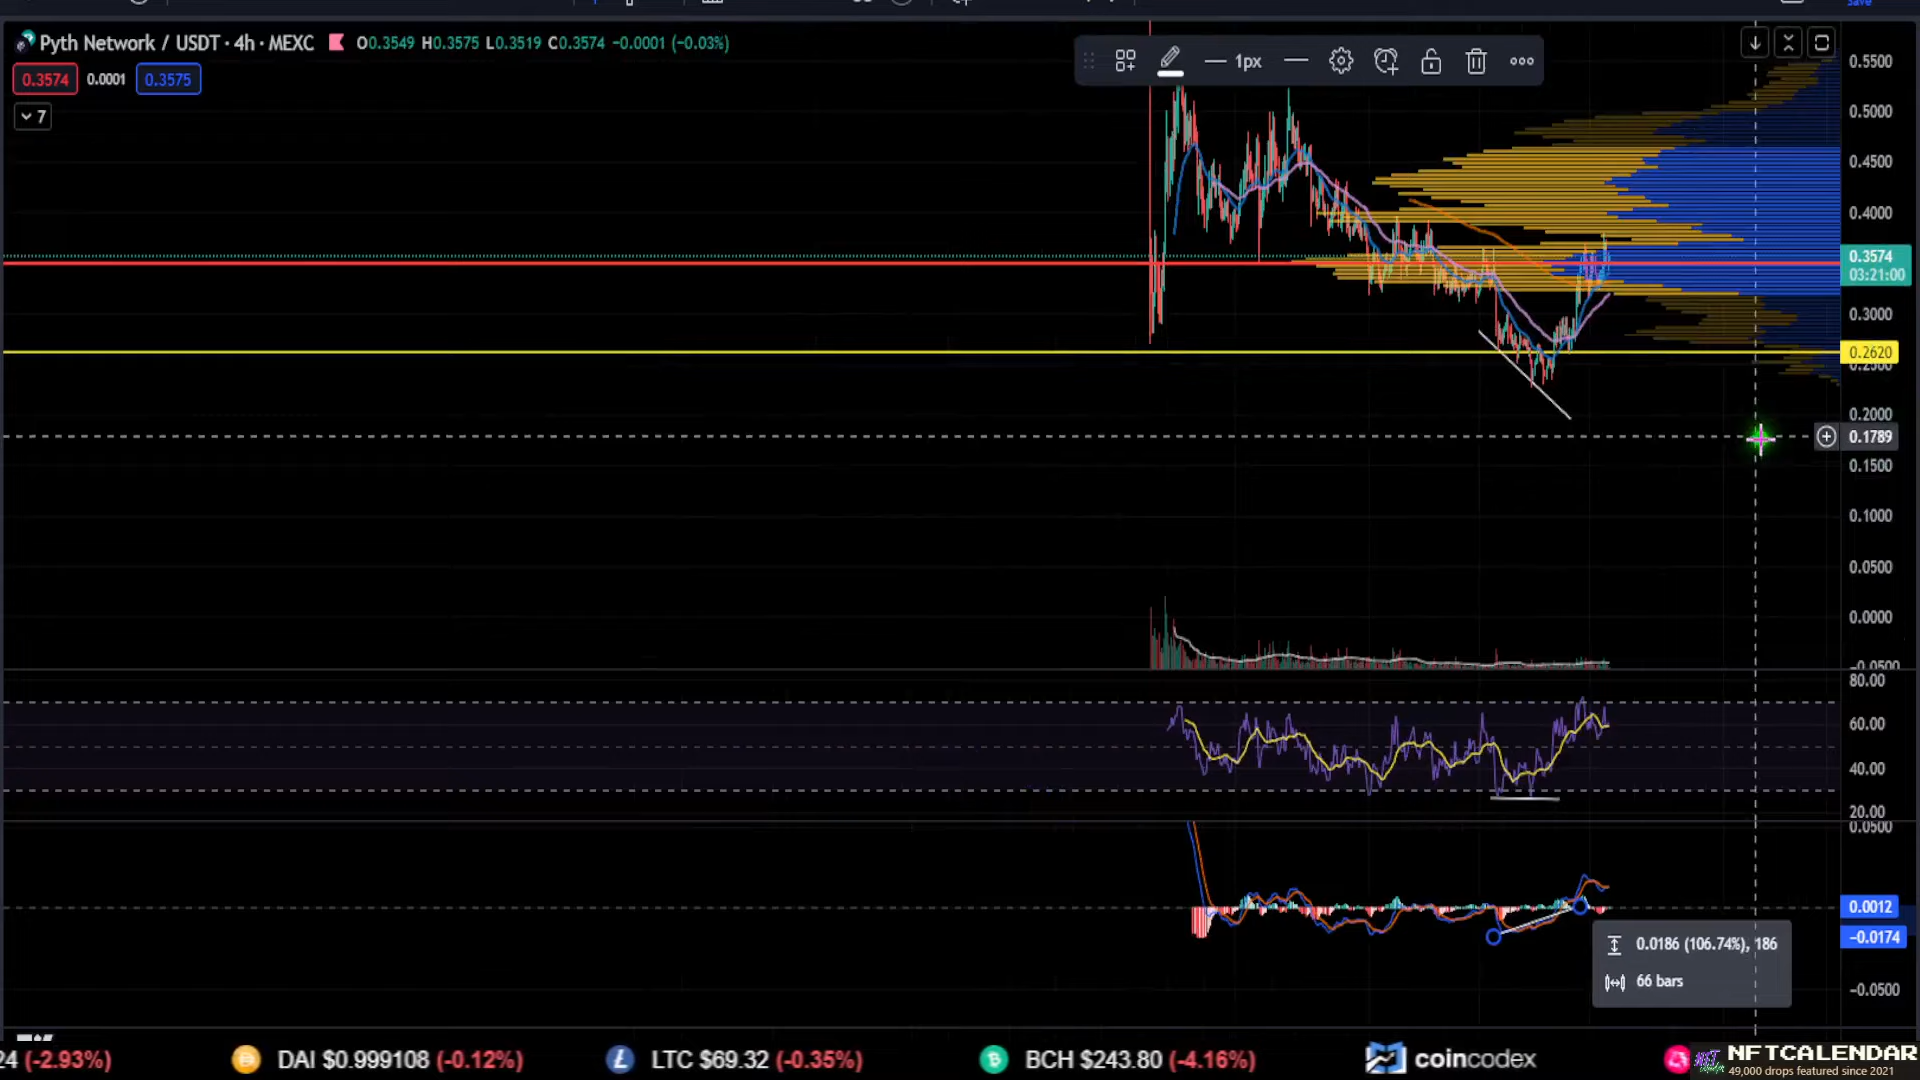 Save
Pyth Network / USDT · 4h · MEXC O0.3549 H0.3575 L0.3519 C0.3574 -0.0001 (-0.03%)
0.3574 0.0001 0.3575
7
1px
0.5500
0.5000
0.4500
0.4000
0.3574
03:21:00
0.3000
0.2620
0.2500
0.2000
0.1789
0.1500
0.1000
0.0500
0.0000
-0.0500
80.00
60.00
40.00
20.00
0.0500
0.0012
-0.0174
0.0186 (106.74%), 186
66 bars
-0.0500
24 (-2.93%) DAI $0.999108 (-0.12%) LTC $69.32 (-0.35%) BCH $243.80 (-4.16%) coincodex
NFTCALENDAR
49,000 drops featured since 2021